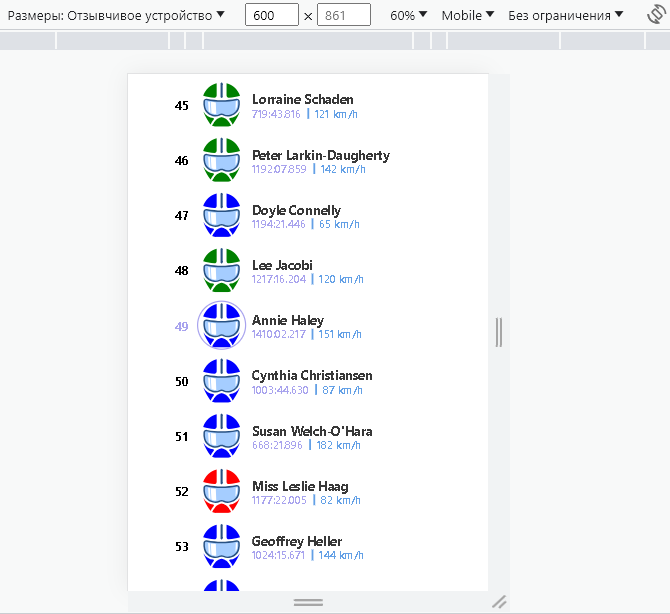 Размеры: Отзывчивое устройство ▼ 600 × 861 60% ▼ Mobile ▼ Без ограничения ▼
45 Lorraine Schaden
719:43.816 | 121 km/h
46 Peter Larkin-Daugherty
1192:07.859 | 142 km/h
47 Doyle Connelly
1194:21.446 | 65 km/h
48 Lee Jacobi
1217:16.204 | 120 km/h
49 Annie Haley
1410:02.217 | 151 km/h
50 Cynthia Christiansen
1003:44.630 | 87 km/h
51 Susan Welch-O'Hara
668:21.896 | 182 km/h
52 Miss Leslie Haag
1177:22.005 | 82 km/h
53 Geoffrey Heller
1024:15.671 | 144 km/h